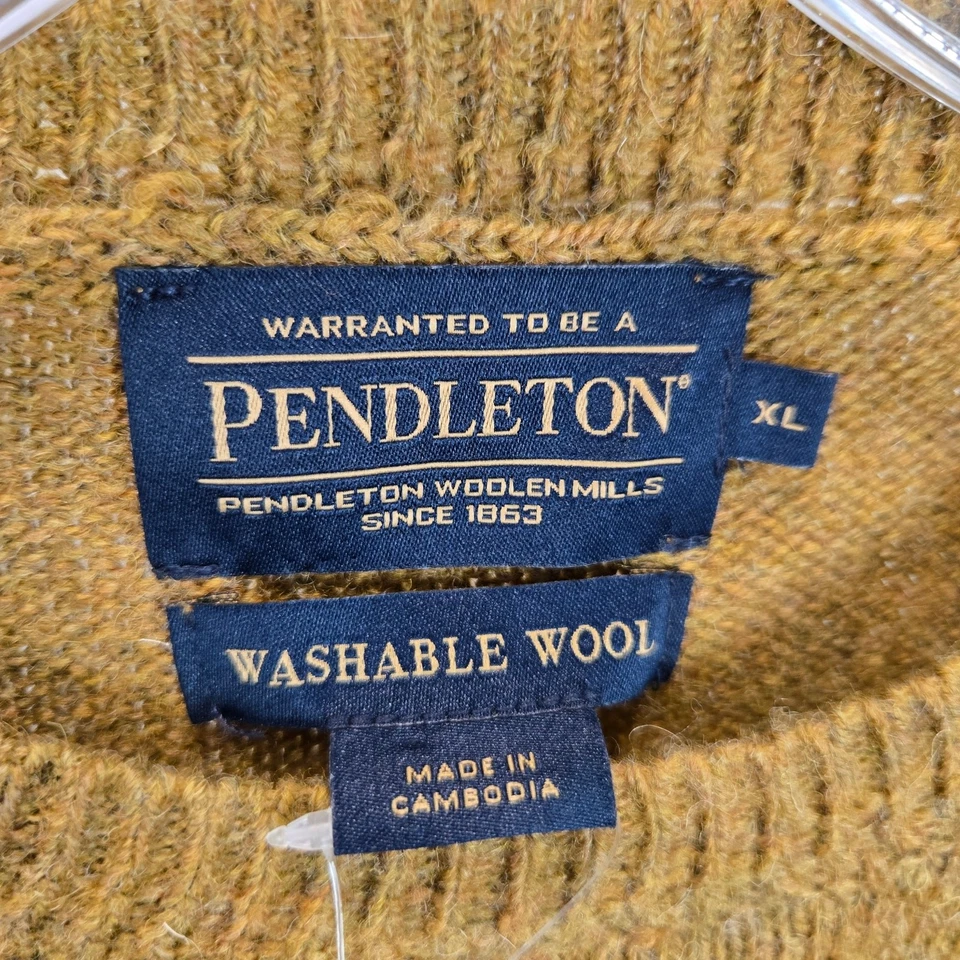 WARRANTED TO BE A
PENDLETON®
PENDLETON WOOLEN MILLS
SINCE 1863
XL
WASHABLE WOOL
MADE IN
CAMBODIA